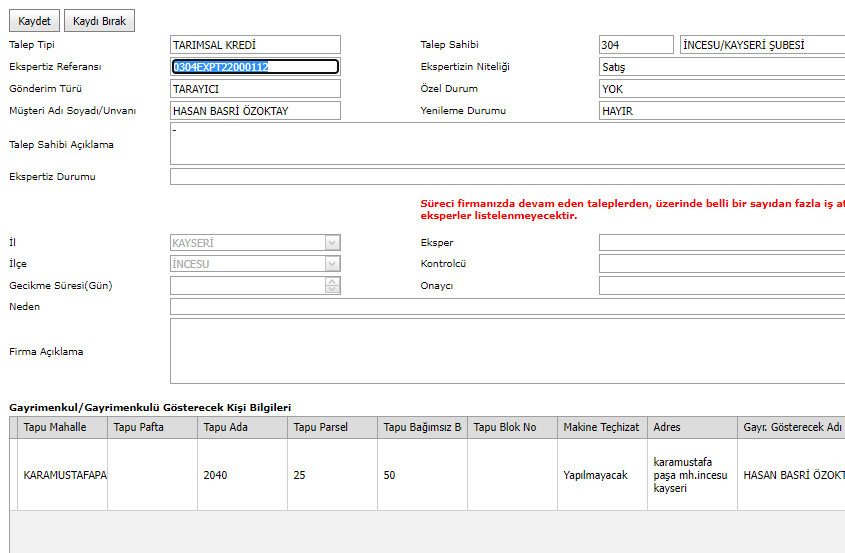 Kaydet Kaydı Bırak
Talep Tipi TARIMSAL KREDİ Talep Sahibi 304 İNCESU/KAYSERİ ŞUBESİ
Ekspertiz Referansı 0304EXPT22000112 Ekspertizin Niteliği Satış
Gönderim Türü TARAYICI Özel Durum YOK
Müşteri Adı Soyadı/Unvanı HASAN BASRİ ÖZOKTAY Yenileme Durumu HAYIR
Talep Sahibi Açıklama -
Ekspertiz Durumu
Süreci firmanızda devam eden taleplerden, üzerinde belli bir sayıdan fazla iş at
eksperler listelenmeyecektir.
İl KAYSERİ Eksper
İlçe İNCESU Kontrolcü
Gecikme Süresi(Gün) Onaycı
Neden
Firma Açıklama
Gayrimenkul/Gayrimenkulü Gösterecek Kişi Bilgileri
Tapu Mahalle Tapu Pafta Tapu Ada Tapu Parsel Tapu Bağımsız B Tapu Blok No Makine Teçhizat Adres Gayr. Gösterecek Adı
KARAMUSTAFAPA 2040 25 50 Yapılmayacak karamustafa paşa mh.incesu kayseri HASAN BASRİ ÖZOKT